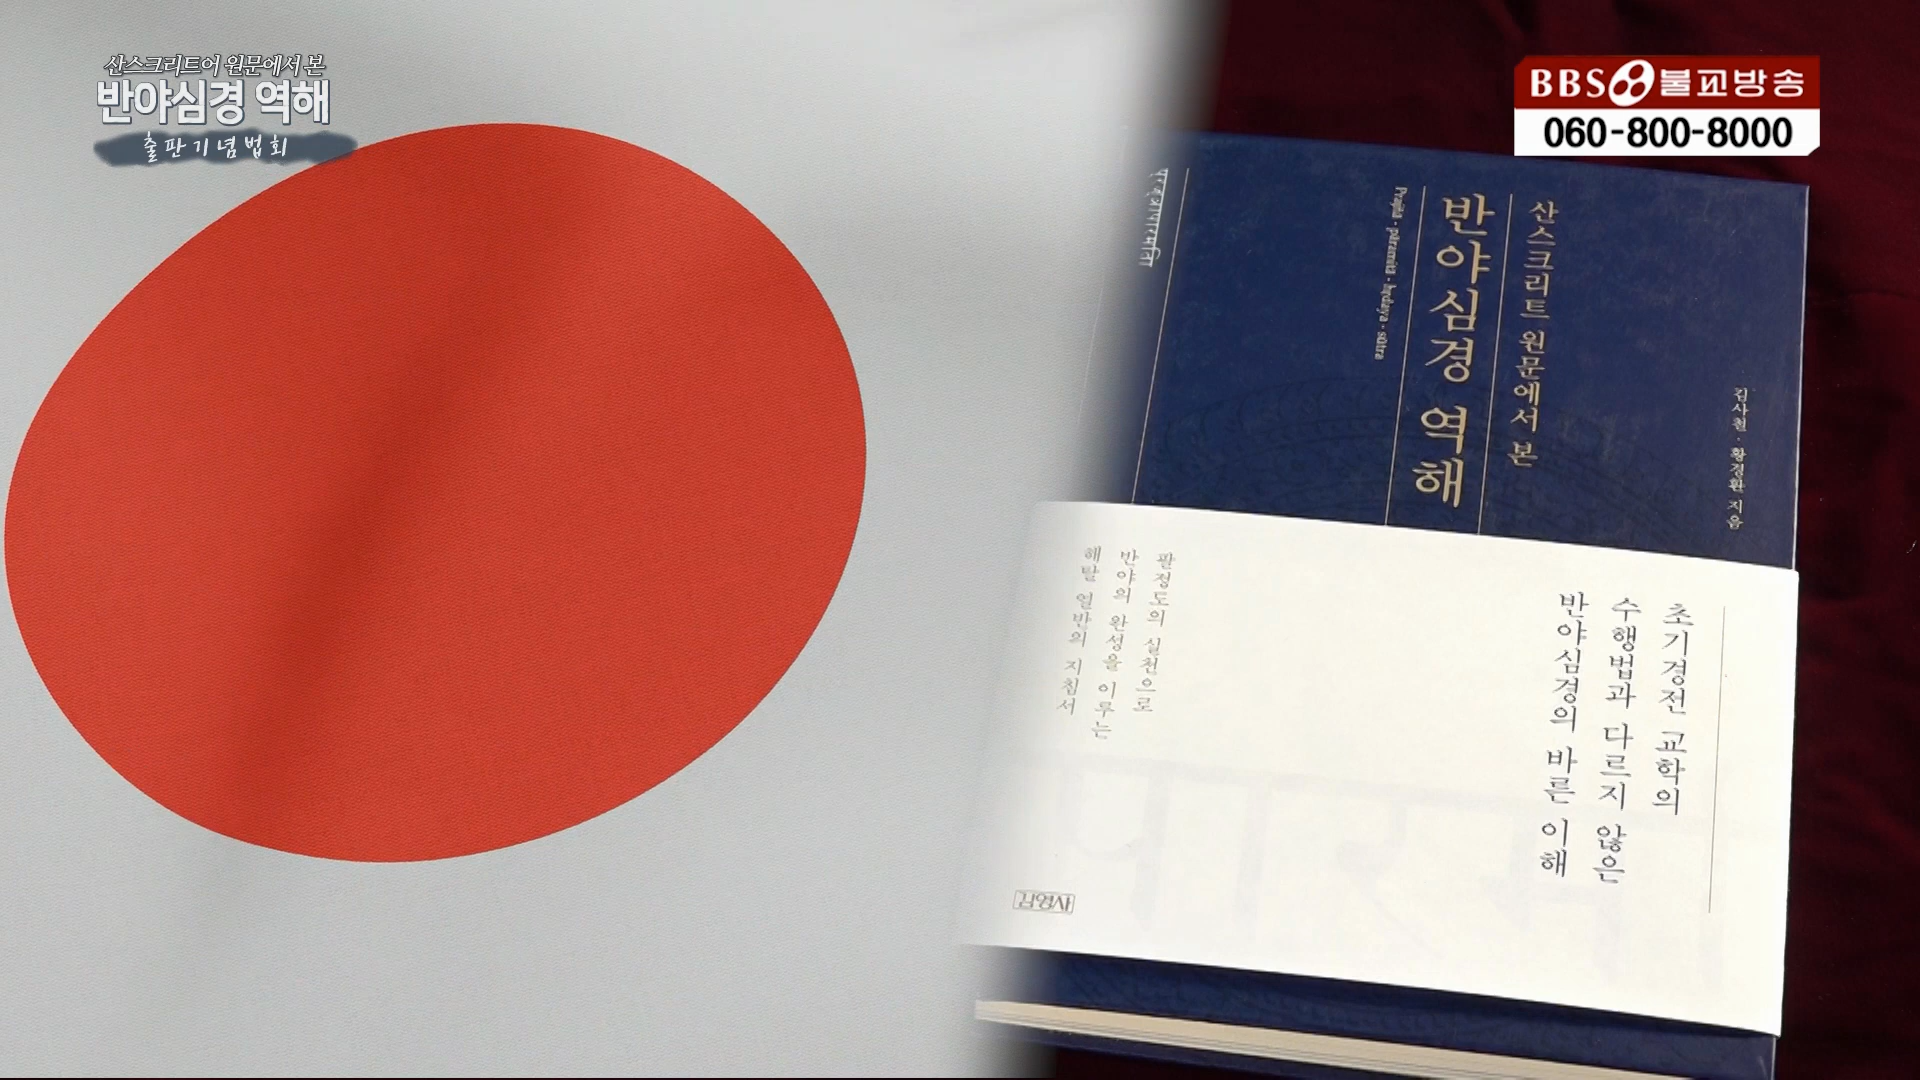 산스크리트어 원문에서 본
반야심경 역해
출판기념법회
BBS 불교방송
060-800-8000
산스크리트 원문에서 본
반야심경 역해
Prajñā - pāramitā - hṛdaya - sūtra
김사철 · 황경환 지음
초기경전 교학의
수행법과 다르지 않은
반야심경의 바른 이해
팔정도의 실천으로
반야의 완성을 이루는
해탈 열반의 지침서
김영사